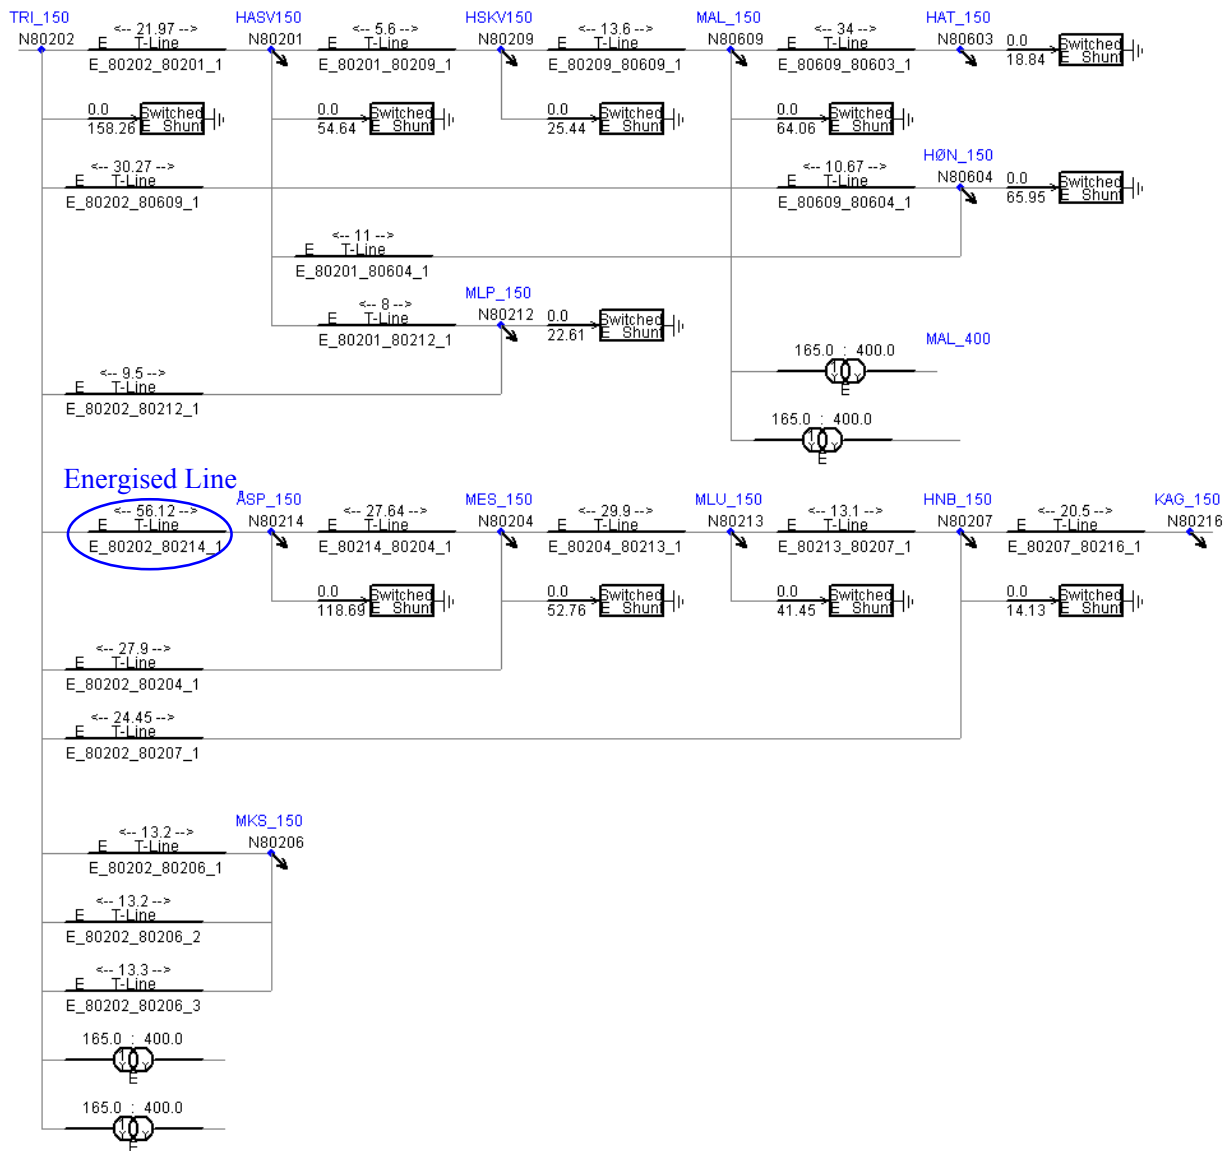 TRI_150 HASV150 HSKV150 MAL_150 HAT_150
N80202 <-- 21.97 --> N80201 <-- 5.6 --> N80209 <-- 13.6 --> N80609 <-- 34 --> N80603 0.0 Switched
E T-Line E T-Line E T-Line E T-Line 18.84 E Shunt
E_80202_80201_1 E_80201_80209_1 E_80209_80609_1 E_80609_80603_1
0.0 Switched 0.0 Switched 0.0 Switched 0.0 Switched
158.26 E Shunt 54.64 E Shunt 25.44 E Shunt 64.06 E Shunt
HØN_150
<-- 30.27 --> <-- 10.67 --> N80604 0.0 Switched
E T-Line E T-Line 65.95 E Shunt
E_80202_80609_1 E_80609_80604_1
<-- 11 -->
E T-Line
E_80201_80604_1
MLP_150
<-- 8 --> N80212 0.0 Switched
E T-Line 22.61 E Shunt
E_80201_80212_1
MAL_400
165.0 : 400.0
Y Y
E
<-- 9.5 -->
E T-Line
E_80202_80212_1
165.0 : 400.0
Y Y
E
Energised Line
ÅSP_150 MES_150 MLU_150 HNB_150 KAG_150
<-- 56.12 --> N80214 <-- 27.64 --> N80204 <-- 29.9 --> N80213 <-- 13.1 --> N80207 <-- 20.5 --> N80216
E T-Line E T-Line E T-Line E T-Line E T-Line
E_80202_80214_1 E_80214_80204_1 E_80204_80213_1 E_80213_80207_1 E_80207_80216_1
0.0 Switched 0.0 Switched 0.0 Switched 0.0 Switched
118.69 E Shunt 52.76 E Shunt 41.45 E Shunt 14.13 E Shunt
<-- 27.9 -->
E T-Line
E_80202_80204_1
<-- 24.45 -->
E T-Line
E_80202_80207_1
MKS_150
<-- 13.2 --> N80206
E T-Line
E_80202_80206_1
<-- 13.2 -->
E T-Line
E_80202_80206_2
<-- 13.3 -->
E T-Line
E_80202_80206_3
165.0 : 400.0
Y Y
E
165.0 : 400.0
Y Y
E